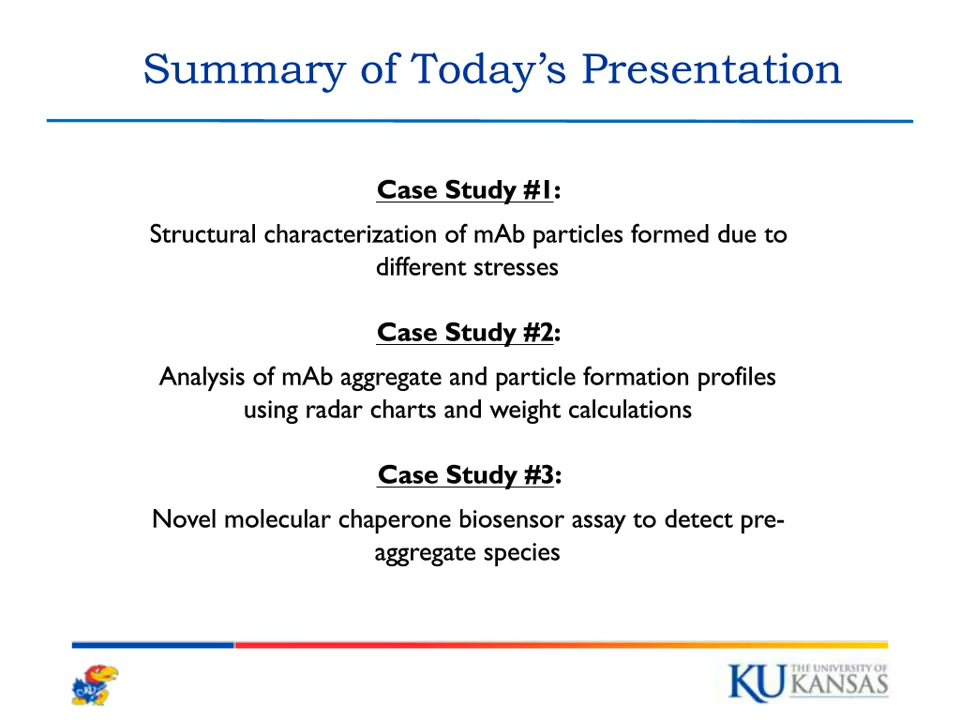 Summary of Today's Presentation
Case Study #1:
Structural characterization of mAb particles formed due to
different stresses
Case Study #2:
Analysis of mAb aggregate and particle formation profiles
using radar charts and weight calculations
Case Study #3:
Novel molecular chaperone biosensor assay to detect pre-
aggregate species
KU
KU THE UNIVERSITY OF
KANSAS